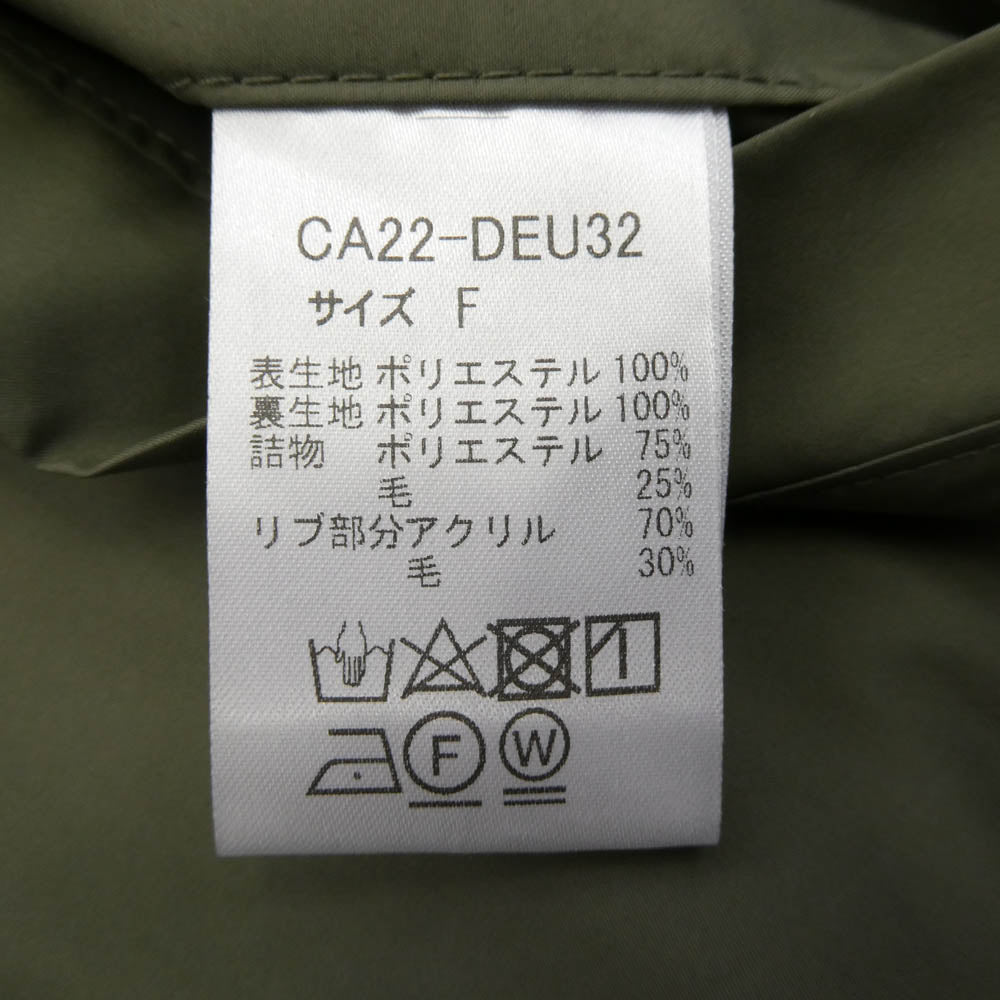 CA22-DEU32
サイズ F
表生地 ポリエステル 100%
裏生地 ポリエステル 100%
詰物 ポリエステル 75%
毛 25%
リブ部分アクリル 70%
毛 30%
F W